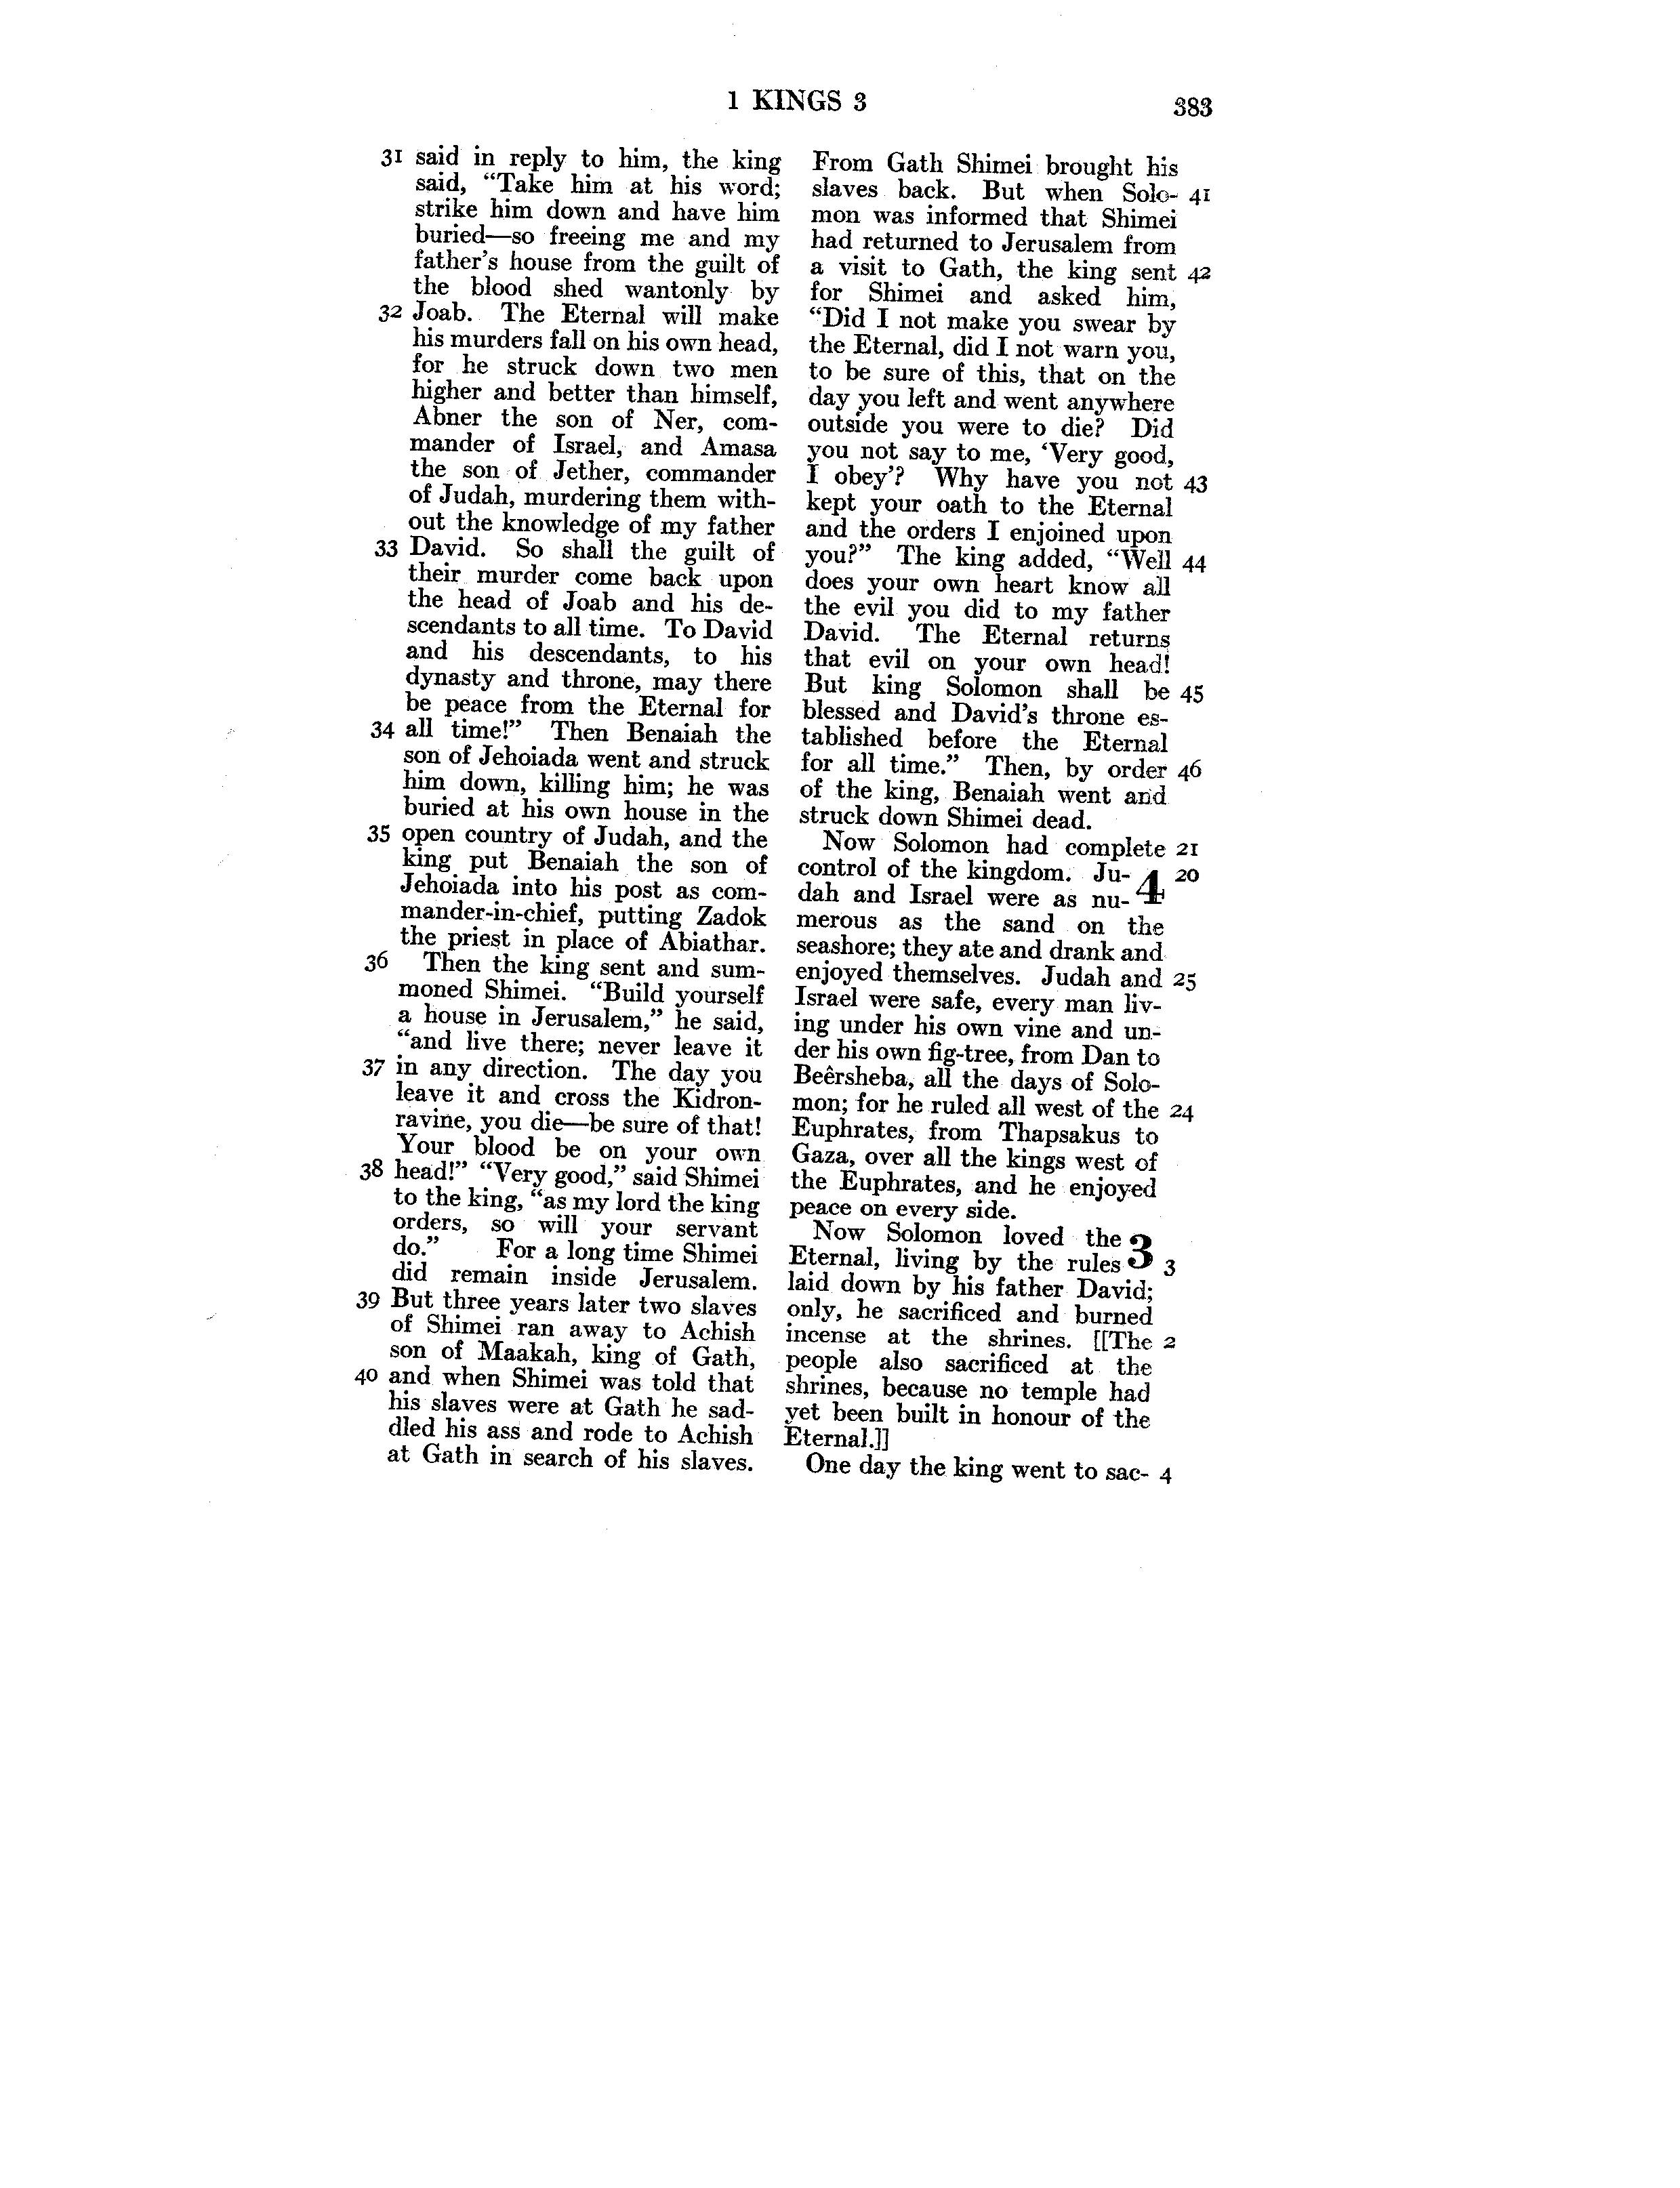 1 KINGS 3
383
31 said in reply to him, the king
said, “Take him at his word;
strike him down and have him
buried—so freeing me and my
father's house from the guilt of
the blood shed wantonly by
32 Joab. The Eternal will make
his murders fall on his own head,
for he struck down two men
higher and better than himself,
Abner the son of Ner, com-
mander of Israel, and Amasa
the son of Jether, commander
of Judah, murdering them with-
out the knowledge of my father
33 David. So shall the guilt of
their murder come back upon
the head of Joab and his de-
scendants to all time. To David
and his descendants, to his
dynasty and throne, may there
be peace from the Eternal for
34 all time!” Then Benaiah the
son of Jehoiada went and struck
him down, killing him; he was
buried at his own house in the
35 open country of Judah, and the
king put Benaiah the son of
Jehoiada into his post as com-
mander-in-chief, putting Zadok
the priest in place of Abiathar.
36 Then the king sent and sum-
moned Shimei. “Build yourself
a house in Jerusalem,” he said,
“and live there; never leave it
37 in any direction. The day you
leave it and cross the Kidron-
ravine, you die—be sure of that!
Your blood be on your own
38 head!” “Very good,” said Shimei
to the king, “as my lord the king
orders, so will your servant
do.” For a long time Shimei
did remain inside Jerusalem.
39 But three years later two slaves
of Shimei ran away to Achish
son of Maakah, king of Gath,
40 and when Shimei was told that
his slaves were at Gath he sad-
dled his ass and rode to Achish
at Gath in search of his slaves.
From Gath Shimei brought his
slaves back. But when Solo- 41
mon was informed that Shimei
had returned to Jerusalem from
a visit to Gath, the king sent 42
for Shimei and asked him,
“Did I not make you swear by
the Eternal, did I not warn you,
to be sure of this, that on the
day you left and went anywhere
outside you were to die? Did
you not say to me, ‘Very good,
I obey’? Why have you not 43
kept your oath to the Eternal
and the orders I enjoined upon
you?” The king added, “Well 44
does your own heart know all
the evil you did to my father
David. The Eternal returns
that evil on your own head!
But king Solomon shall be 45
blessed and David's throne es-
tablished before the Eternal
for all time.” Then, by order 46
of the king, Benaiah went and
struck down Shimei dead.
Now Solomon had complete 21
control of the kingdom. Ju- 4 20
dah and Israel were as nu-
merous as the sand on the
seashore; they ate and drank and
enjoyed themselves. Judah and 25
Israel were safe, every man liv-
ing under his own vine and un-
der his own fig-tree, from Dan to
Beêrsheba, all the days of Solo-
mon; for he ruled all west of the 24
Euphrates, from Thapsakus to
Gaza, over all the kings west of
the Euphrates, and he enjoyed
peace on every side.
Now Solomon loved the 3
Eternal, living by the rules 3
laid down by his father David;
only, he sacrificed and burned
incense at the shrines. [[The 2
people also sacrificed at the
shrines, because no temple had
yet been built in honour of the
Eternal.]]
One day the king went to sac- 4